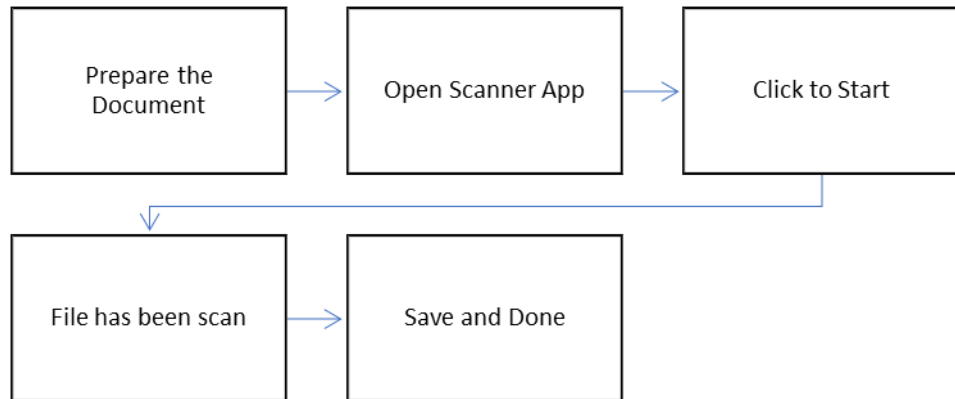 Prepare the
Document
Open Scanner App
Click to Start
File has been scan
Save and Done